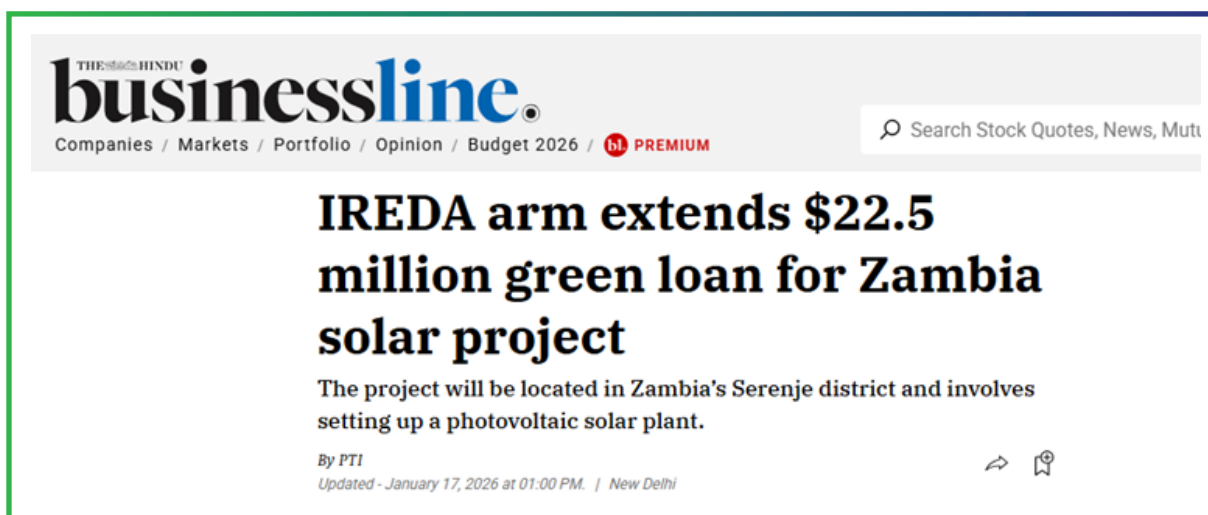 THE HINDU
businessline.
Companies / Markets / Portfolio / Opinion / Budget 2026 / bl. PREMIUM
Search Stock Quotes, News, Mutu
IREDA arm extends $22.5
million green loan for Zambia
solar project
The project will be located in Zambia's Serenje district and involves
setting up a photovoltaic solar plant.
By PTI
Updated - January 17, 2026 at 01:00 PM. | New Delhi